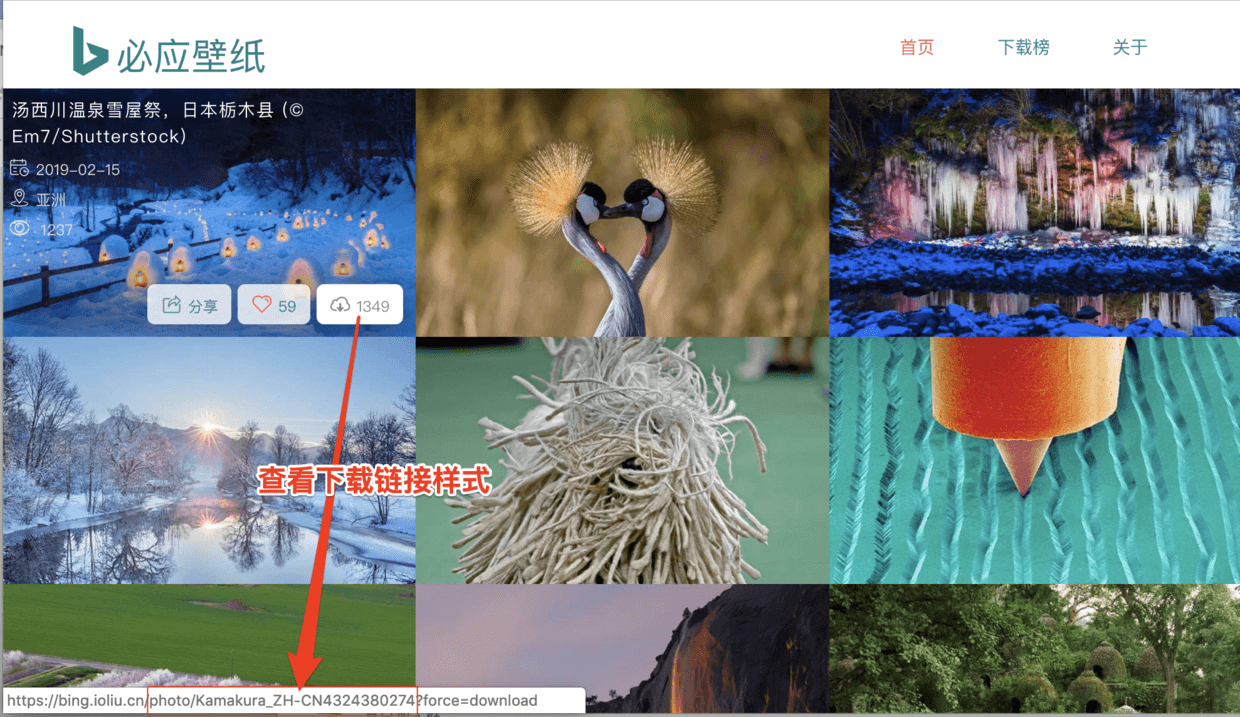 必应壁纸
首页
下载榜
关于
汤西川温泉雪屋祭，日本栃木县 (©
Em7/Shutterstock)
2019-02-15
亚洲
1237
分享
59
1349
查看下载链接样式
https://bing.ioliu.cn/photo/Kamakura_ZH-CN4324380274?force=download